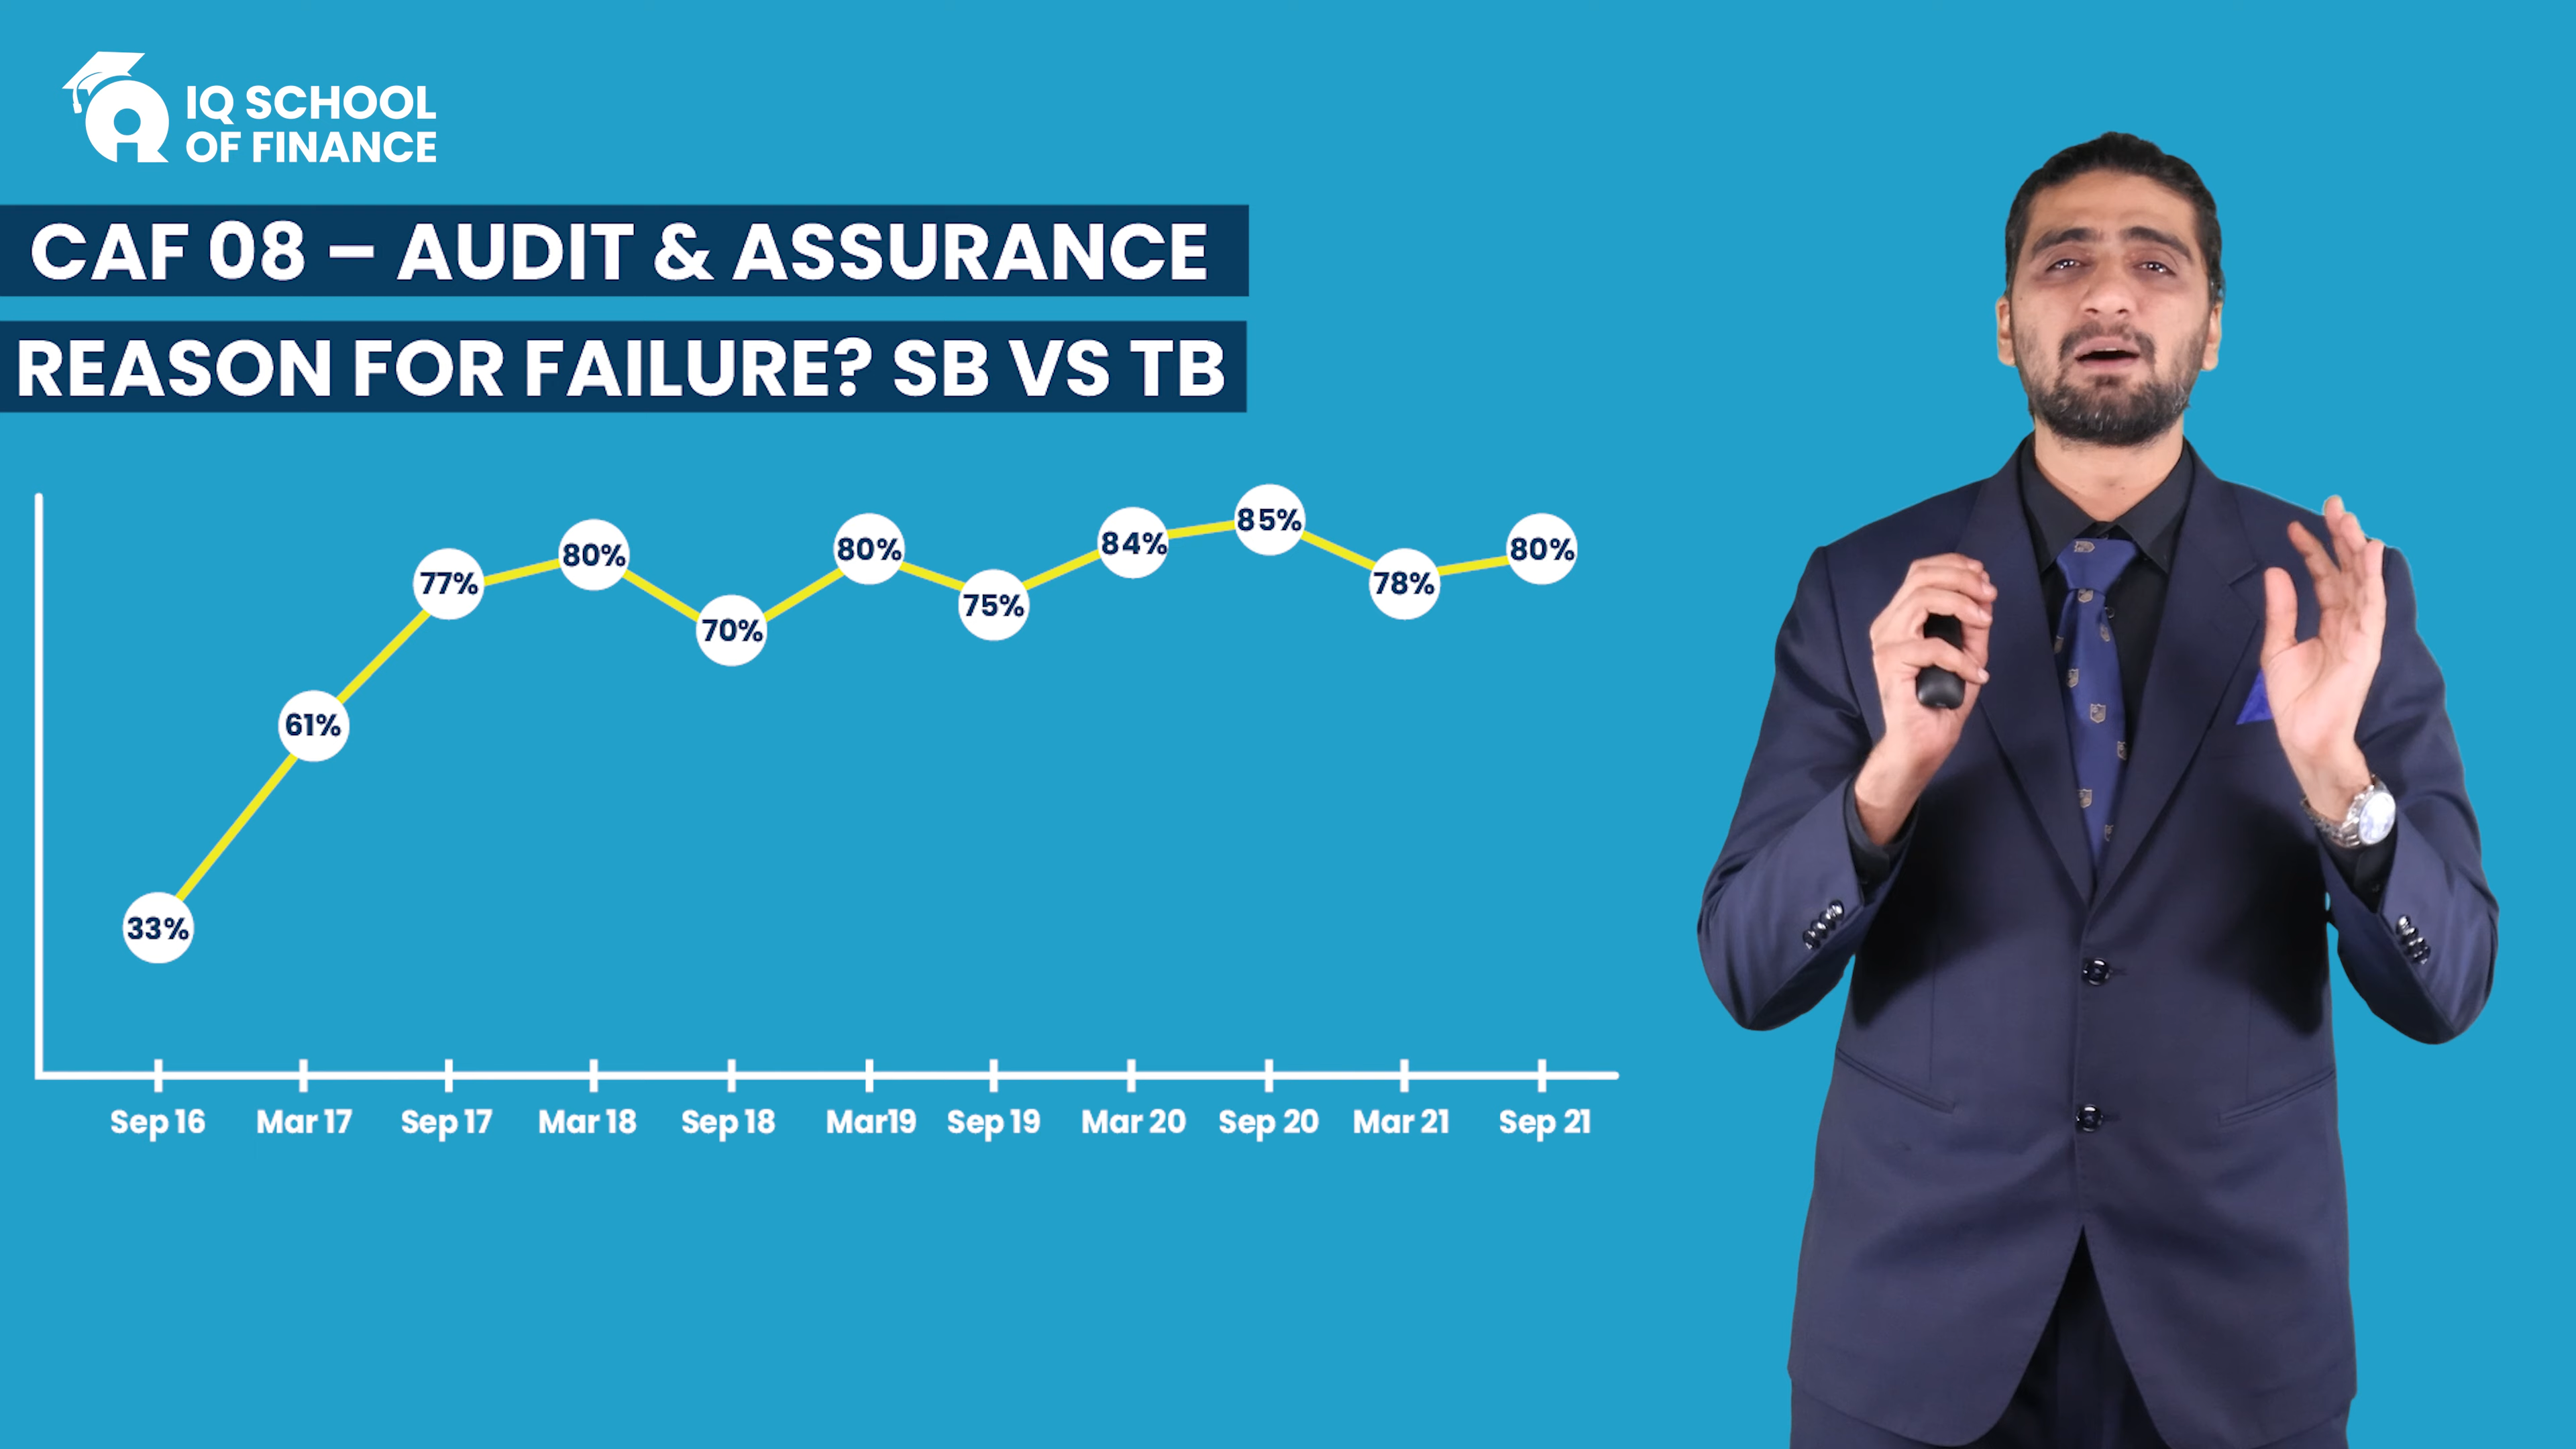 IQ SCHOOL
OF FINANCE
CAF 08 – AUDIT & ASSURANCE
REASON FOR FAILURE? SB VS TB
33%
61%
77%
80%
70%
80%
75%
84%
85%
78%
80%
Sep 16
Mar 17
Sep 17
Mar 18
Sep 18
Mar19
Sep 19
Mar 20
Sep 20
Mar 21
Sep 21